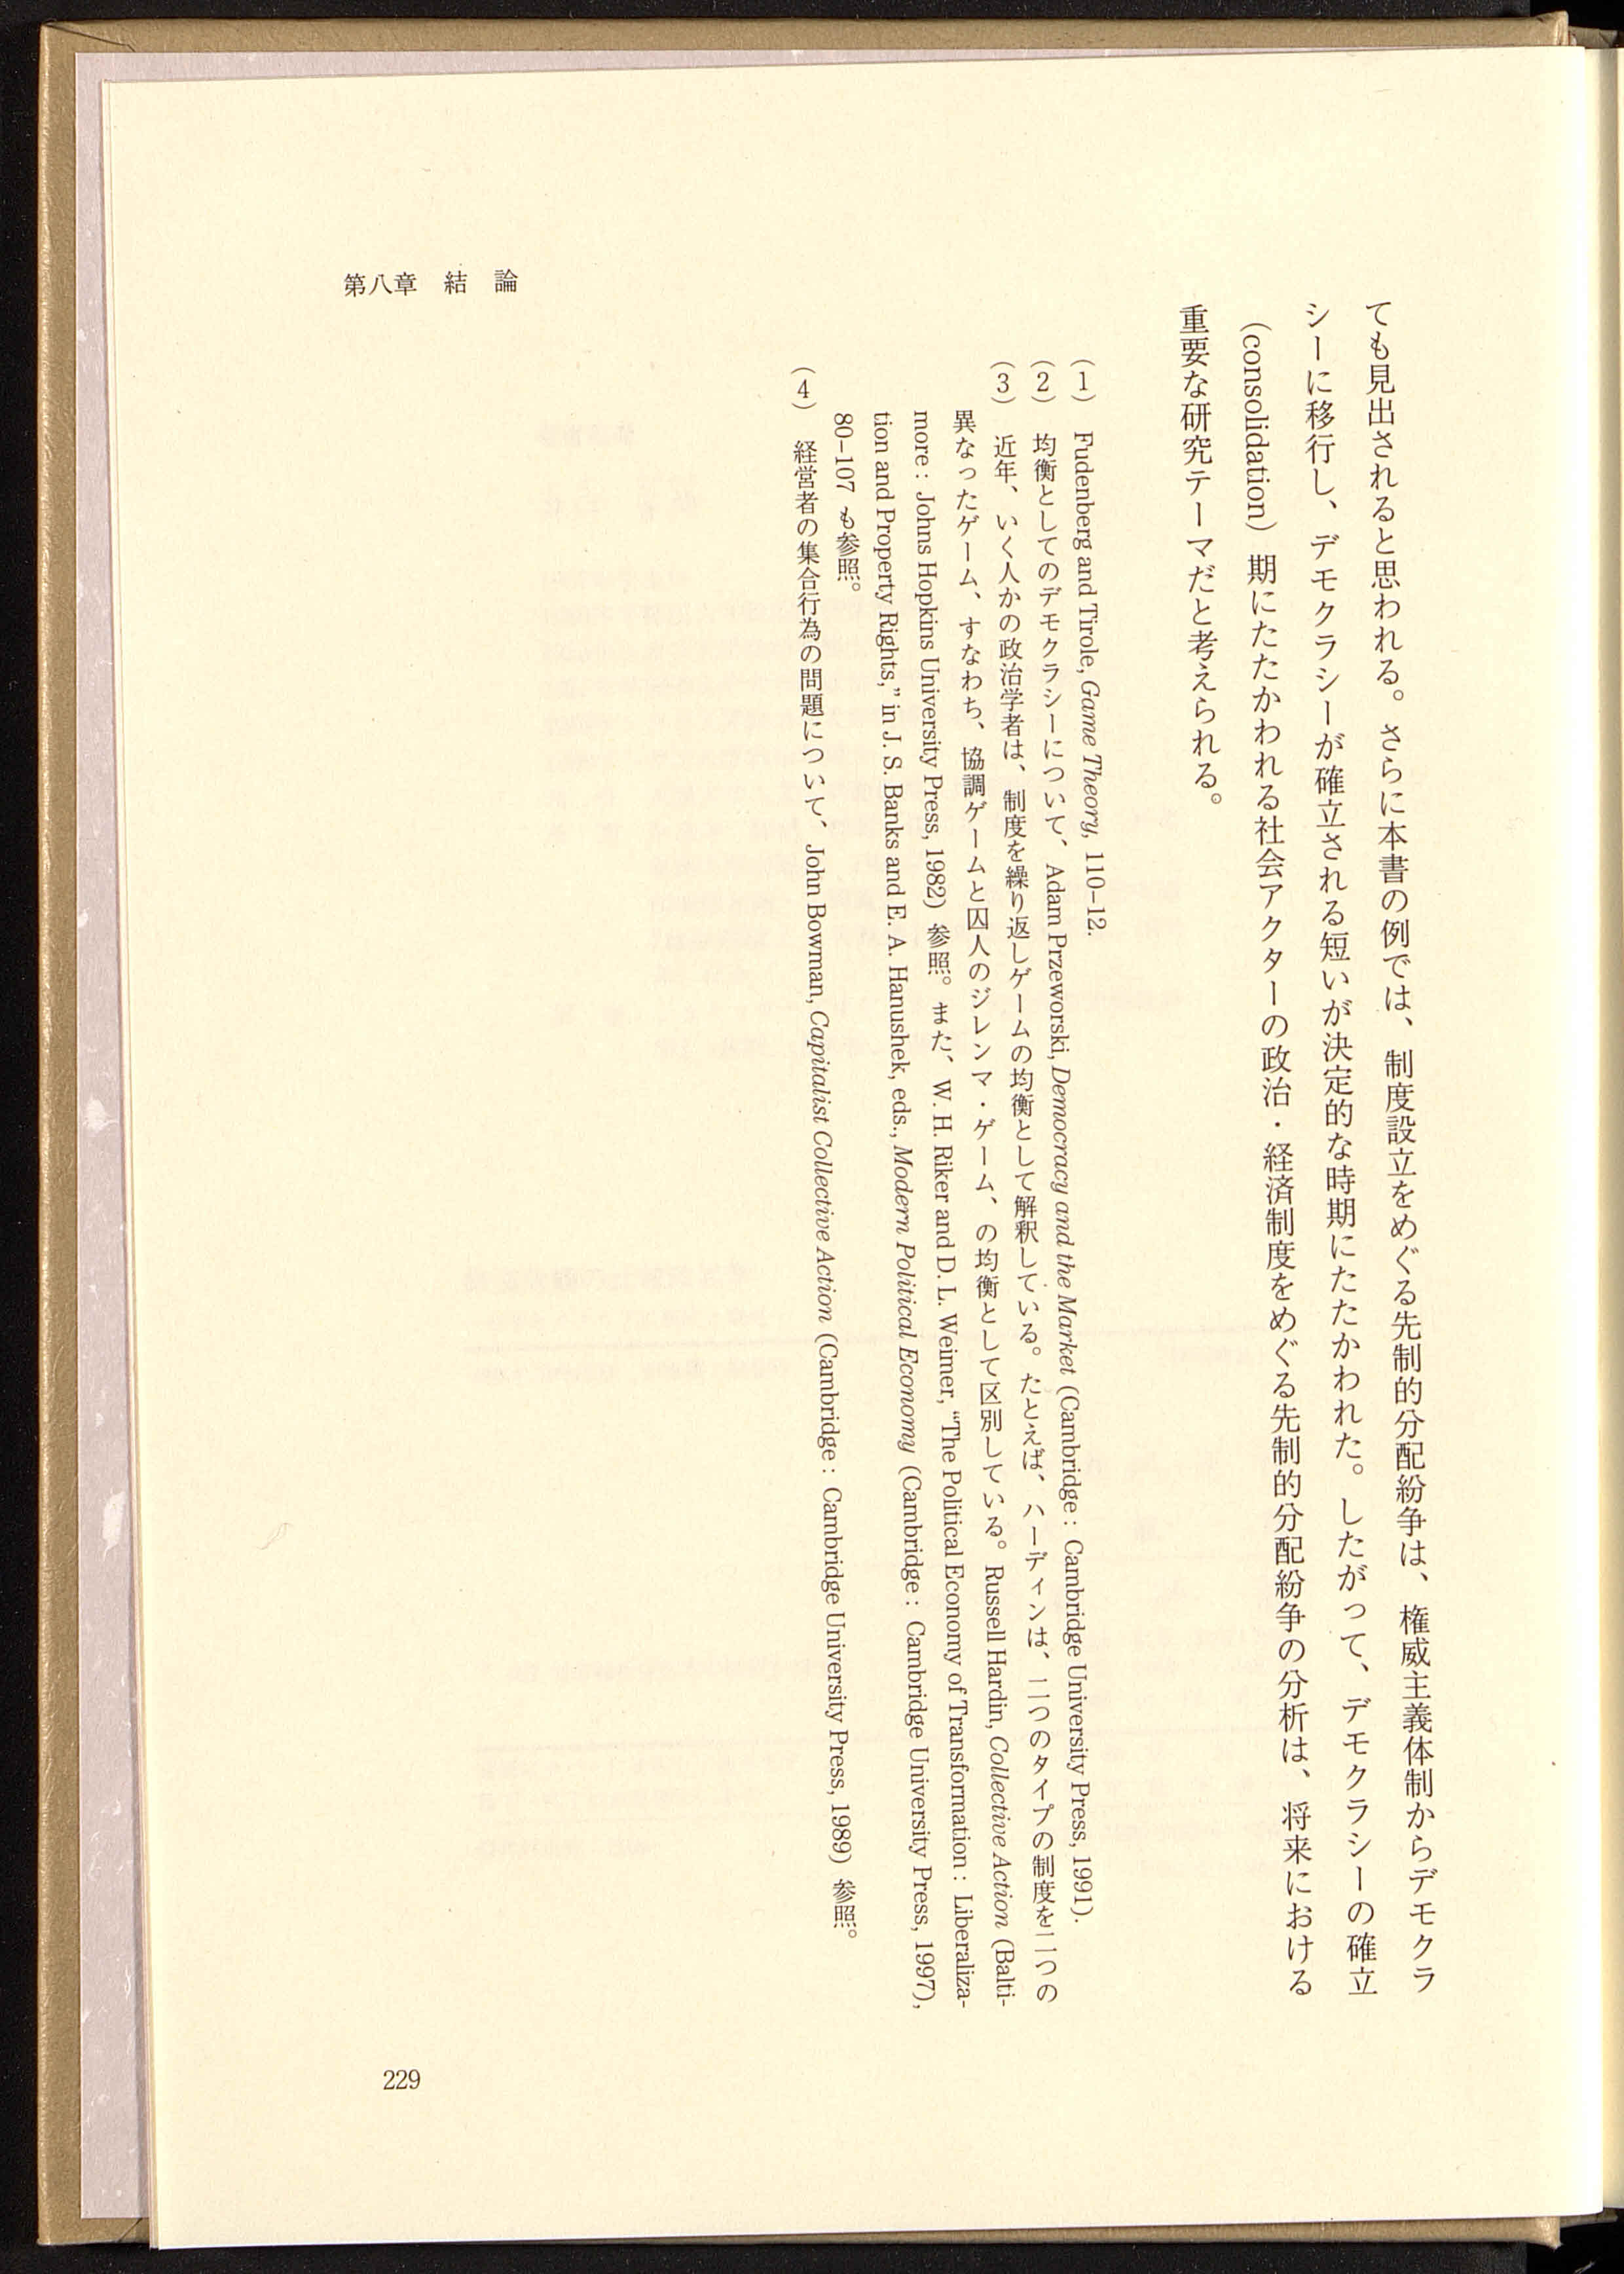 ても見出されると思われる。さらに本書の例では、制度設立をめぐる先制的分配紛争は、権威主義体制からデモクラ
シーに移行し、デモクラシーが確立される短いが決定的な時期にたたかわれた。したがって、デモクラシーの確立
(consolidation) 期にたたかわれる社会アクターの政治・経済制度をめぐる先制的分配紛争の分析は、将来における
重要な研究テーマだと考えられる。
(1) Fudenberg and Tirole, Game Theory, 110–12.
(2) 均衡としてのデモクラシーについて、Adam Przeworski, Democracy and the Market (Cambridge : Cambridge University Press, 1991).
(3) 近年、いく人かの政治学者は、制度を繰り返しゲームの均衡として解釈している。たとえば、ハーディンは、二つのタイプの制度を二つの
異なったゲーム、すなわち、協調ゲームと囚人のジレンマ・ゲーム、の均衡として区別している。Russell Hardin, Collective Action (Balti-
more : Johns Hopkins University Press, 1982) 参照。また、W. H. Riker and D. L. Weimer, “The Political Economy of Transformation : Liberaliza-
tion and Property Rights,” in J. S. Banks and E. A. Hanushek, eds., Modern Political Economy (Cambridge : Cambridge University Press, 1997),
80–107 も参照。
(4) 経営者の集合行為の問題について、John Bowman, Capitalist Collective Action (Cambridge : Cambridge University Press, 1989) 参照。
第八章 結 論
229